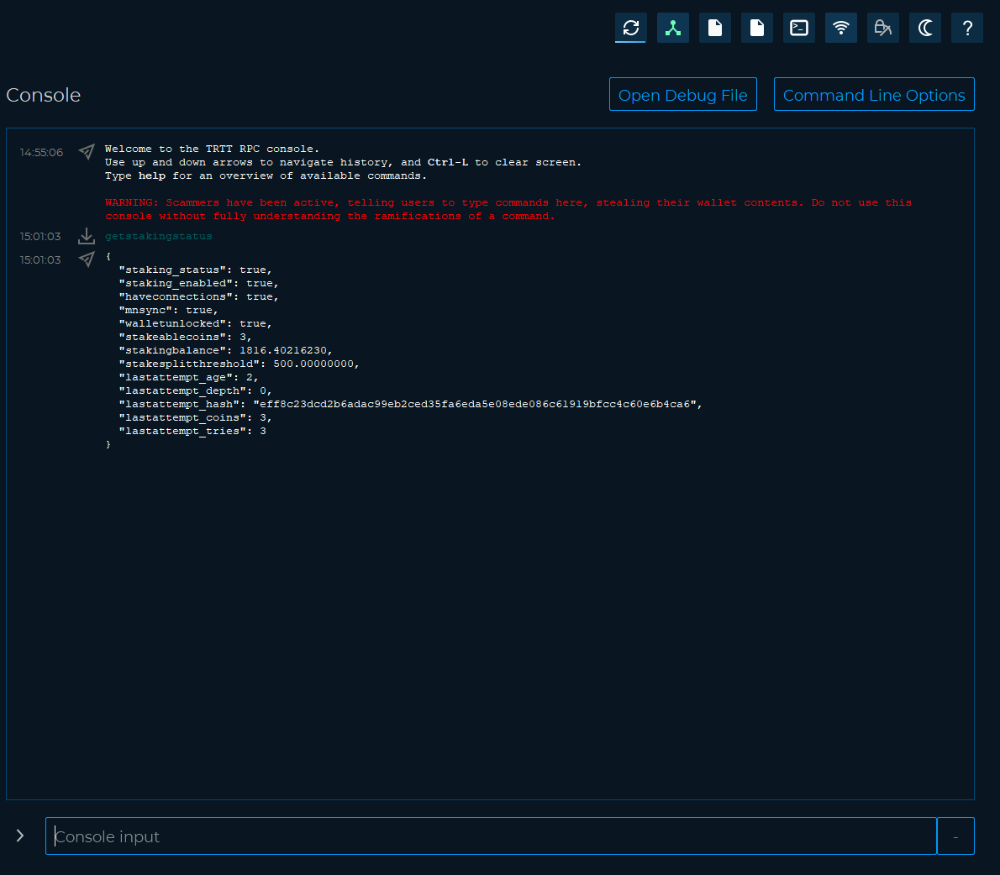 Console
Open Debug File
Command Line Options
14:55:06
Welcome to the TRTT RPC console.
Use up and down arrows to navigate history, and Ctrl-L to clear screen.
Type help for an overview of available commands.
WARNING: Scammers have been active, telling users to type commands here, stealing their wallet contents. Do not use this
console without fully understanding the ramifications of a command.
15:01:03
getstakingstatus
15:01:03
{
"staking_status": true,
"staking_enabled": true,
"haveconnections": true,
"mnsync": true,
"walletunlocked": true,
"stakeablecoins": 3,
"stakingbalance": 1816.40216230,
"stakesplitthreshold": 500.00000000,
"lastattempt_age": 2,
"lastattempt_depth": 0,
"lastattempt_hash": "eff8c23dcd2b6adac99eb2ced35fa6eda5e08ede086c61919bfcc4c60e6b4ca6",
"lastattempt_coins": 3,
"lastattempt_tries": 3
}
Console input
-